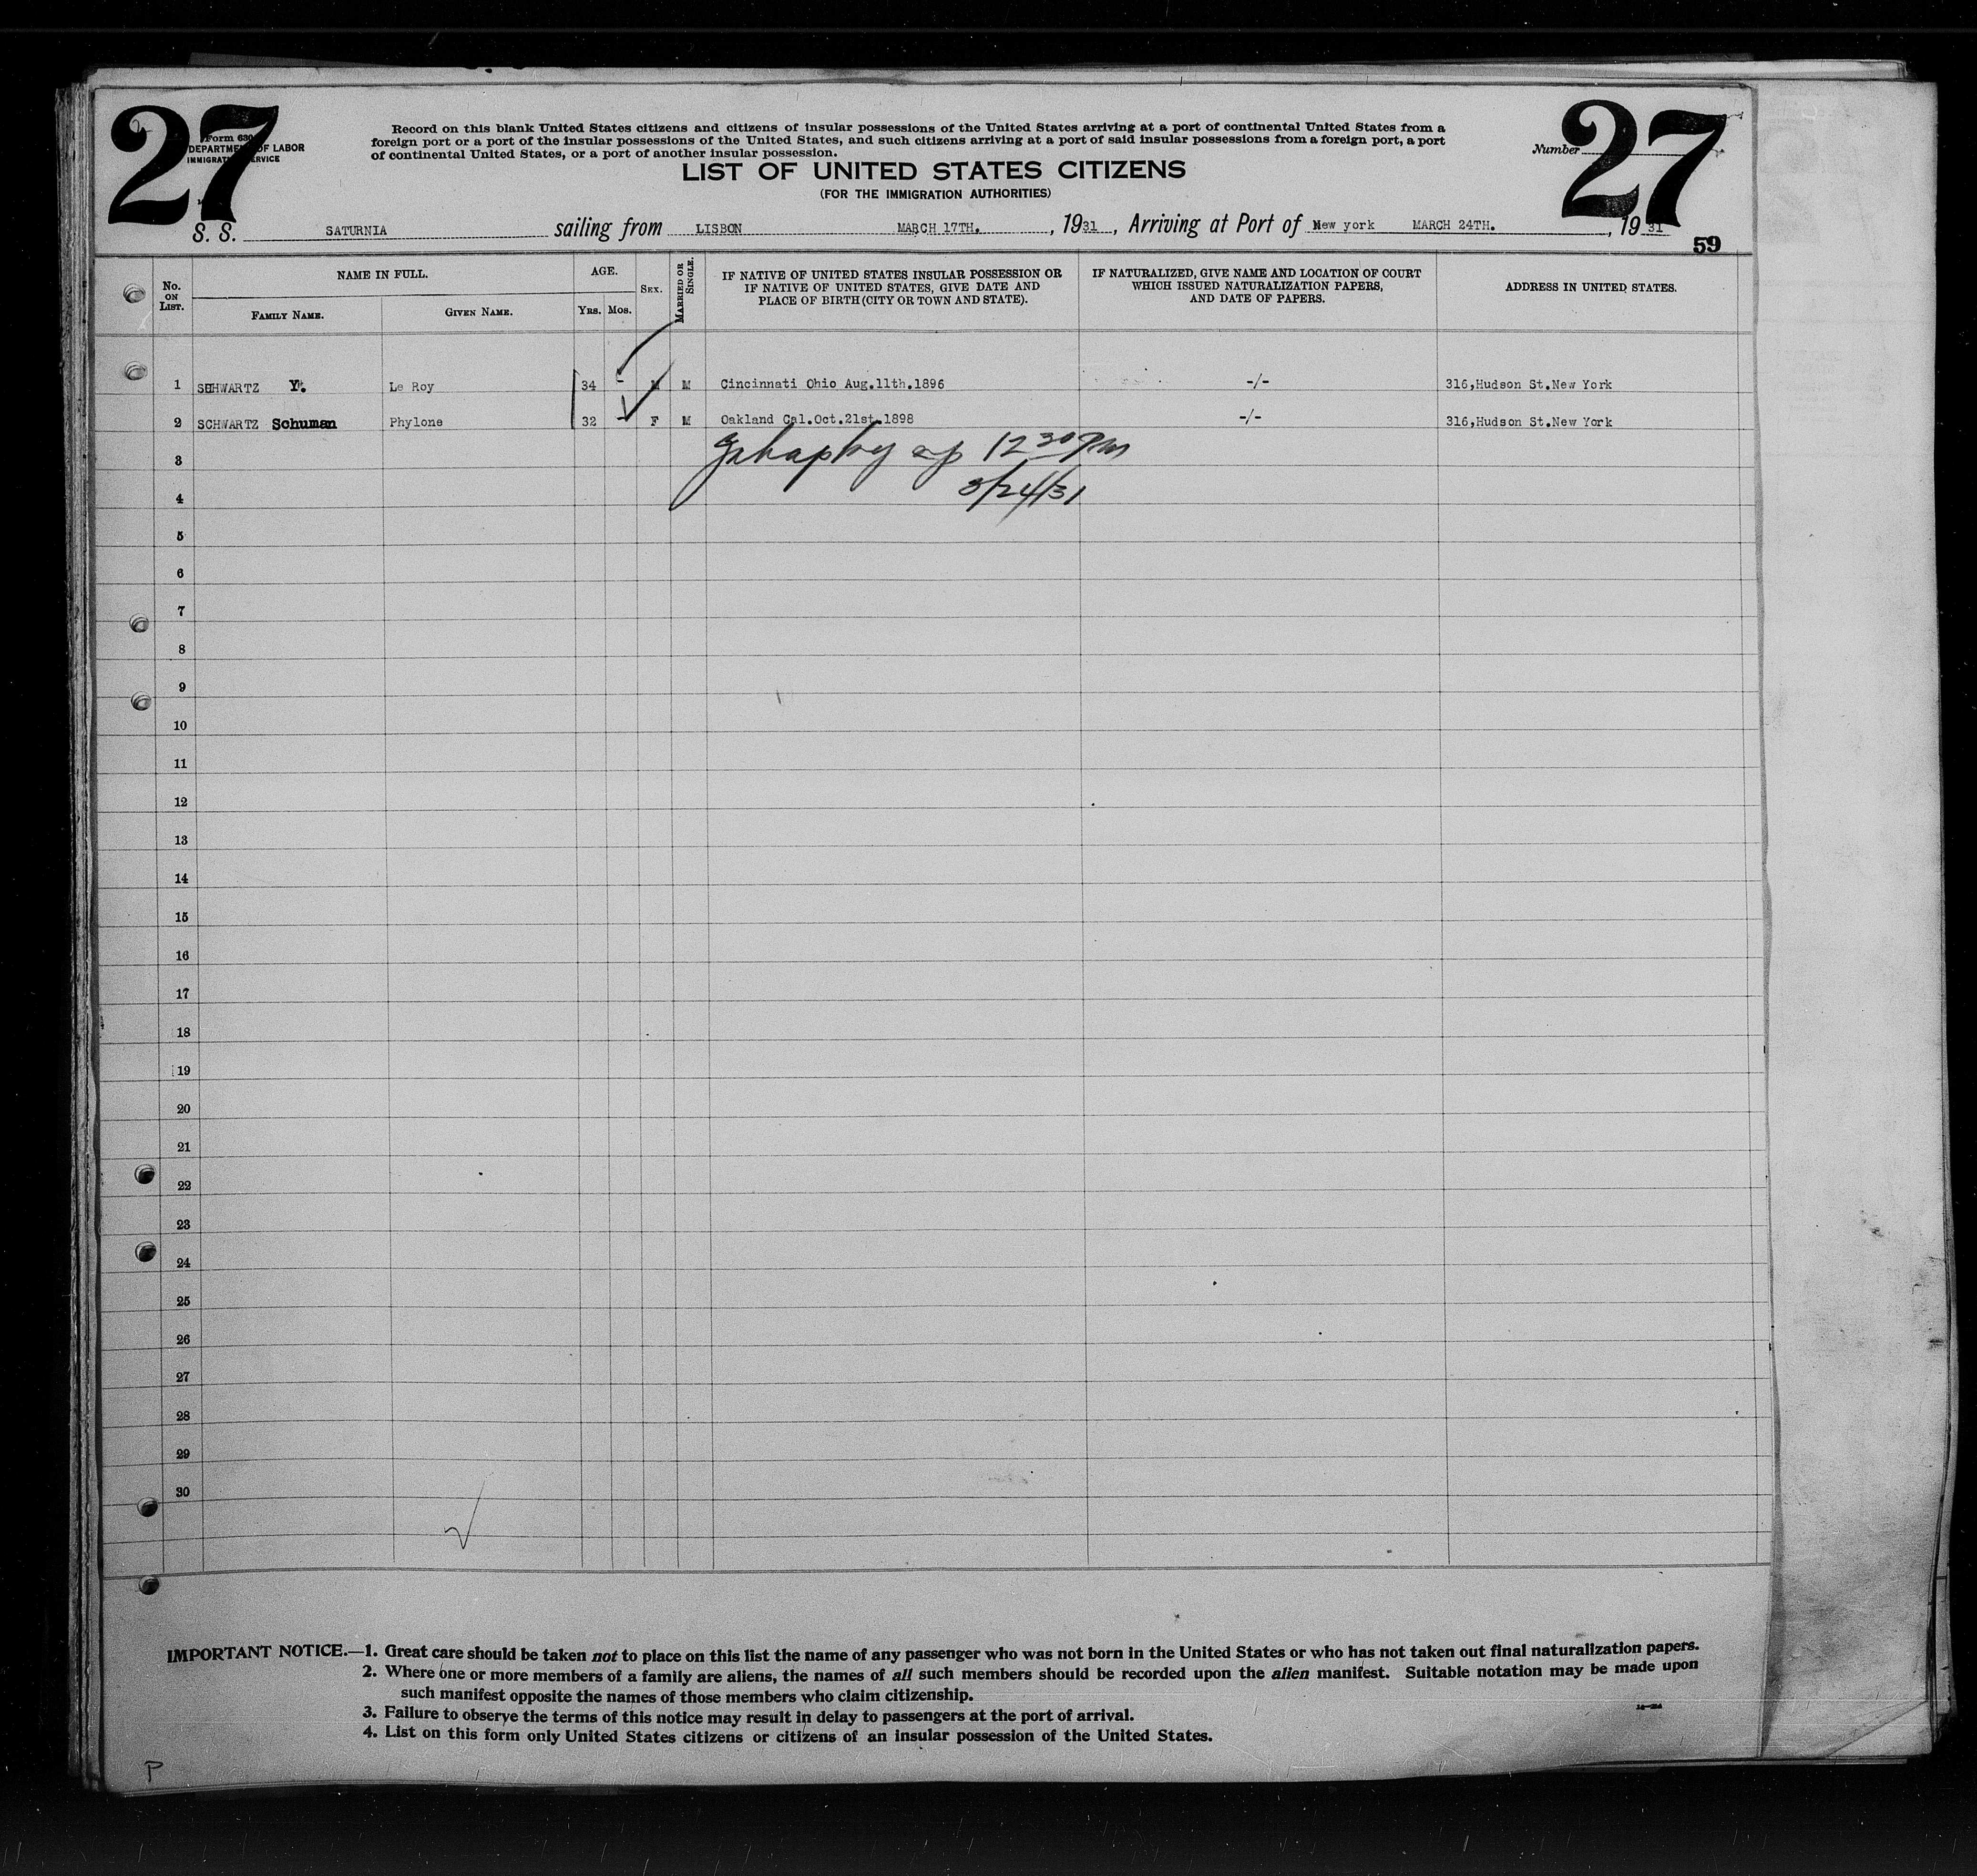 27
27
Form 630
DEPARTMENT OF LABOR
IMMIGRATION SERVICE
Record on this blank United States citizens and citizens of insular possessions of the United States arriving at a port of continental United States from a
foreign port or a port of the insular possessions of the United States, and such citizens arriving at a port of said insular possessions from a foreign port, a port
of continental United States, or a port of another insular possession.
Number
LIST OF UNITED STATES CITIZENS
(FOR THE IMMIGRATION AUTHORITIES)
S. S. SATURNIA sailing from LISBON MARCH 17TH. , 1931 , Arriving at Port of New york MARCH 24TH. , 1931
59
No. ON LIST.
NAME IN FULL.
FAMILY NAME.
GIVEN NAME.
AGE.
YRS.
MOS.
SEX.
MARRIED OR SINGLE.
IF NATIVE OF UNITED STATES INSULAR POSSESSION OR
IF NATIVE OF UNITED STATES, GIVE DATE AND
PLACE OF BIRTH (CITY OR TOWN AND STATE).
IF NATURALIZED, GIVE NAME AND LOCATION OF COURT
WHICH ISSUED NATURALIZATION PAPERS,
AND DATE OF PAPERS.
ADDRESS IN UNITED STATES.
1 SCHWARTZ Y. Le Roy 34 - M M Cincinnati Ohio Aug.11th.1896 -/- 316,Hudson St.New York
2 SCHWARTZ Schuman Phylone 32 - F M Oakland Cal.Oct.21st.1898 -/- 316,Hudson St.New York
3 12 30 PM
4 3/24/31
5
6
7
8
9
10
11
12
13
14
15
16
17
18
19
20
21
22
23
24
25
26
27
28
29
30
IMPORTANT NOTICE.—1. Great care should be taken not to place on this list the name of any passenger who was not born in the United States or who has not taken out final naturalization papers.
2. Where one or more members of a family are aliens, the names of all such members should be recorded upon the alien manifest. Suitable notation may be made upon
such manifest opposite the names of those members who claim citizenship.
3. Failure to observe the terms of this notice may result in delay to passengers at the port of arrival.
4. List on this form only United States citizens or citizens of an insular possession of the United States.
P